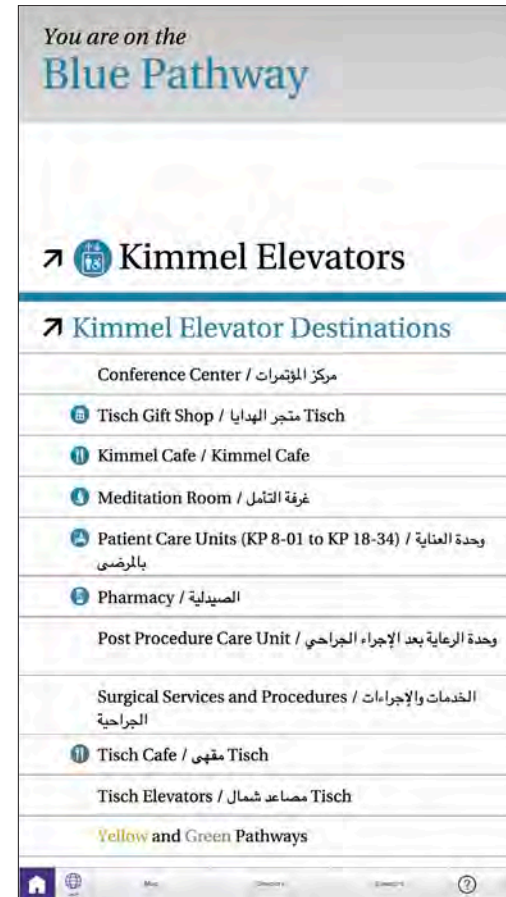 You are on the
Blue Pathway
Kimmel Elevators
Kimmel Elevator Destinations
Conference Center / مركز المؤتمرات
Tisch Gift Shop / متجر الهدايا Tisch
Kimmel Cafe / Kimmel Cafe
Meditation Room / غرفة التأمل
Patient Care Units (KP 8-01 to KP 18-34) / وحدة العناية
بالمرضى
Pharmacy / الصيدلية
Post Procedure Care Unit / وحدة الرعاية بعد الإجراء الجراحي
Surgical Services and Procedures / الخدمات والإجراءات
الجراحية
Tisch Cafe / مقهى Tisch
Tisch Elevators / مصاعد شمال Tisch
Yellow and Green Pathways